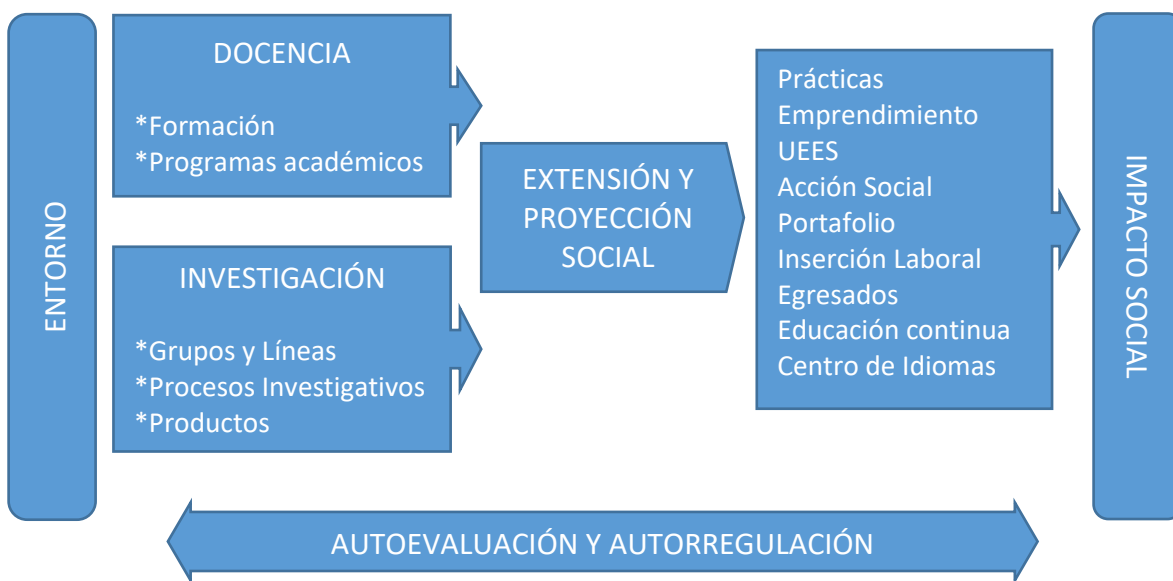 ENTORNO
DOCENCIA
*Formación
*Programas académicos
INVESTIGACIÓN
*Grupos y Líneas
*Procesos Investigativos
*Productos
EXTENSIÓN Y
PROYECCIÓN
SOCIAL
Prácticas
Emprendimiento
UEES
Acción Social
Portafolio
Inserción Laboral
Egresados
Educación continua
Centro de Idiomas
IMPACTO SOCIAL
AUTOEVALUACIÓN Y AUTORREGULACIÓN